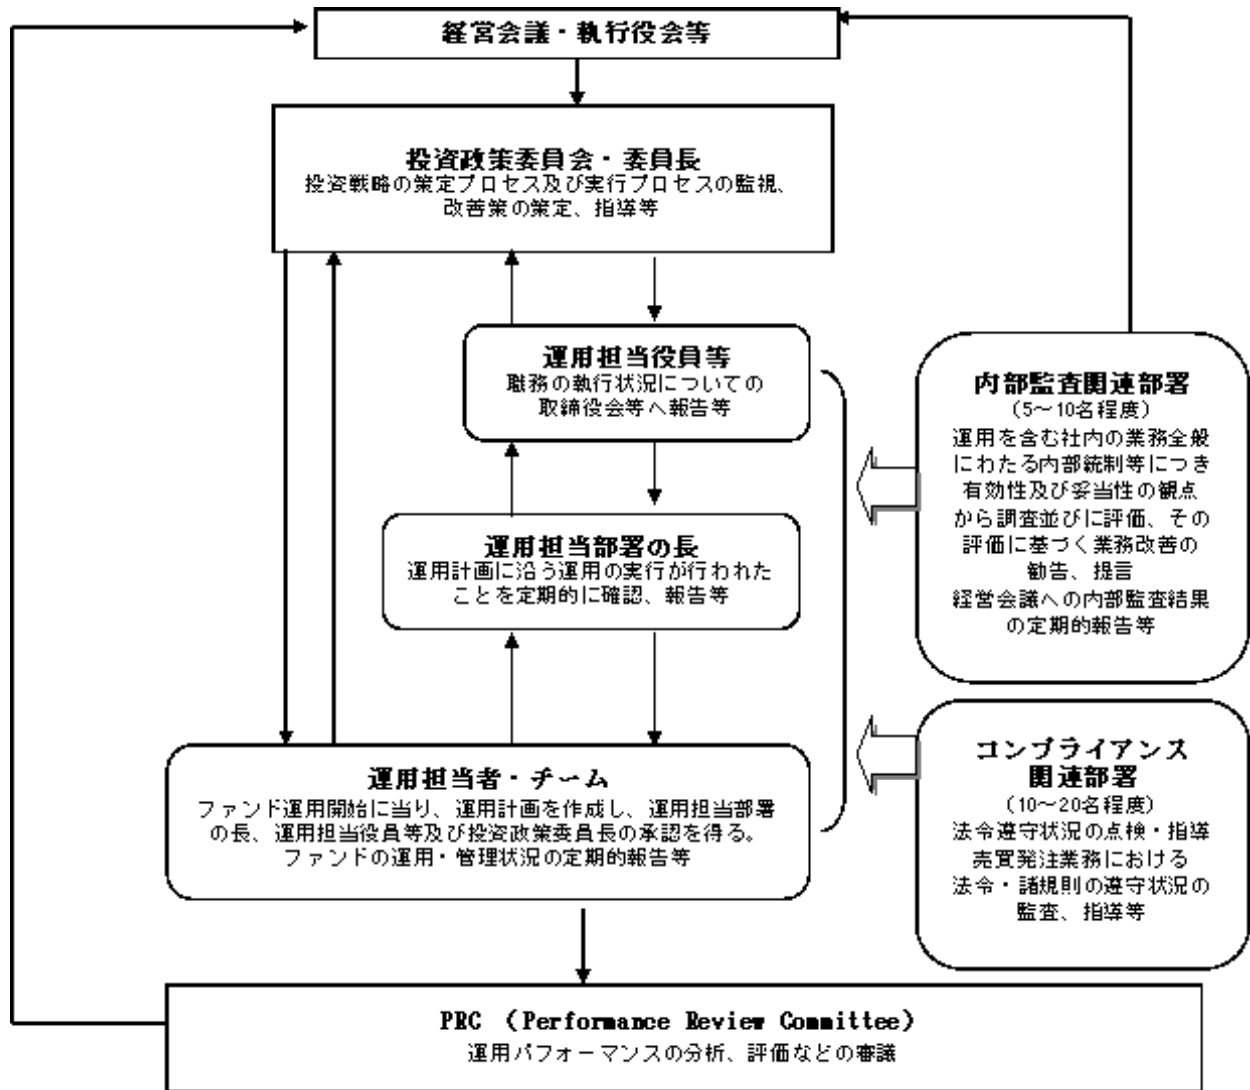 経営会議・執行役会等
投資政策委員会・委員長
投資戦略の策定プロセス及び実行プロセスの監視、
改善策の策定、指導等
運用担当役員等
職務の執行状況についての
取締役会等へ報告等
運用担当部署の長
運用計画に沿う運用の実行が行われた
ことを定期的に確認、報告等
運用担当者・チーム
ファンド運用開始に当り、運用計画を作成し、運用担当部署
の長、運用担当役員等及び投資政策委員長の承認を得る。
ファンドの運用・管理状況の定期的報告等
内部監査関連部署
(5～10名程度)
運用を含む社内の業務全般
にわたる内部統制等につき
有効性及び妥当性の観点
から調査並びに評価、その
評価に基づく業務改善の
勧告、提言
経営会議への内部監査結果
の定期的報告等
コンプライアンス
関連部署
(10～20名程度)
法令遵守状況の点検・指導
売買発注業務における
法令・諸規則の遵守状況の
監査、指導等
PRC （Performance Review Committee）
運用パフォーマンスの分析、評価などの審議